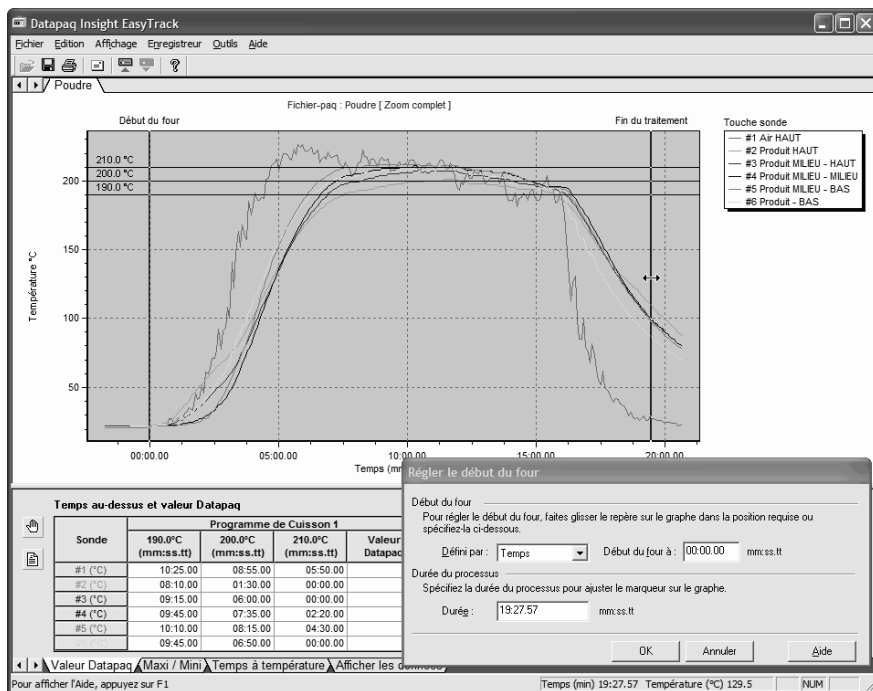 Datapaq Insight EasyTrack
Fichier Edition Affichage Enregistreur Outils Aide
Poudre
Fichier-paq : Poudre [ Zoom complet ]
Début du four
Fin du traitement
Touche sonde
#1 Air HAUT
#2 Produit HAUT
#3 Produit MILIEU - HAUT
#4 Produit MILIEU - MILIEU
#5 Produit MILIEU - BAS
#6 Produit - BAS
210.0 °C
200.0 °C
190.0 °C
200
150
100
50
Température °C
00:00.00 05:00.00 10:00.00 15:00.00 20:00.00
Temps
Régler le début du four
Début du four
Pour régler le début du four, faites glisser le repère sur le graphe dans la position requise ou
spécifiez-la ci-dessous.
Défini par : Temps Début du four à : 00:00.00 mm:ss.tt
Durée du processus
Spécifiez la durée du processus pour ajuster le marqueur sur le graphe.
Durée : 19:27.57 mm:ss.tt
OK Annuler Aide
Temps au-dessus et valeur Datapaq
Programme de Cuisson 1
Sonde 190.0°C (mm:ss.tt) 200.0°C (mm:ss.tt) 210.0°C (mm:ss.tt) Valeur Datapaq
#1 (°C) 10:25.00 08:55.00 05:50.00
#2 (°C) 08:10.00 01:30.00 00:00.00
#3 (°C) 09:15.00 06:00.00 00:00.00
#4 (°C) 09:45.00 07:35.00 02:20.00
#5 (°C) 10:10.00 08:15.00 04:30.00
09:45.00 06:50.00 00:00.00
Valeur Datapaq Maxi / Mini Temps à température Afficher les données
Pour afficher l'Aide, appuyez sur F1
Temps (min) 19:27.57 Température (°C) 129.5 NUM